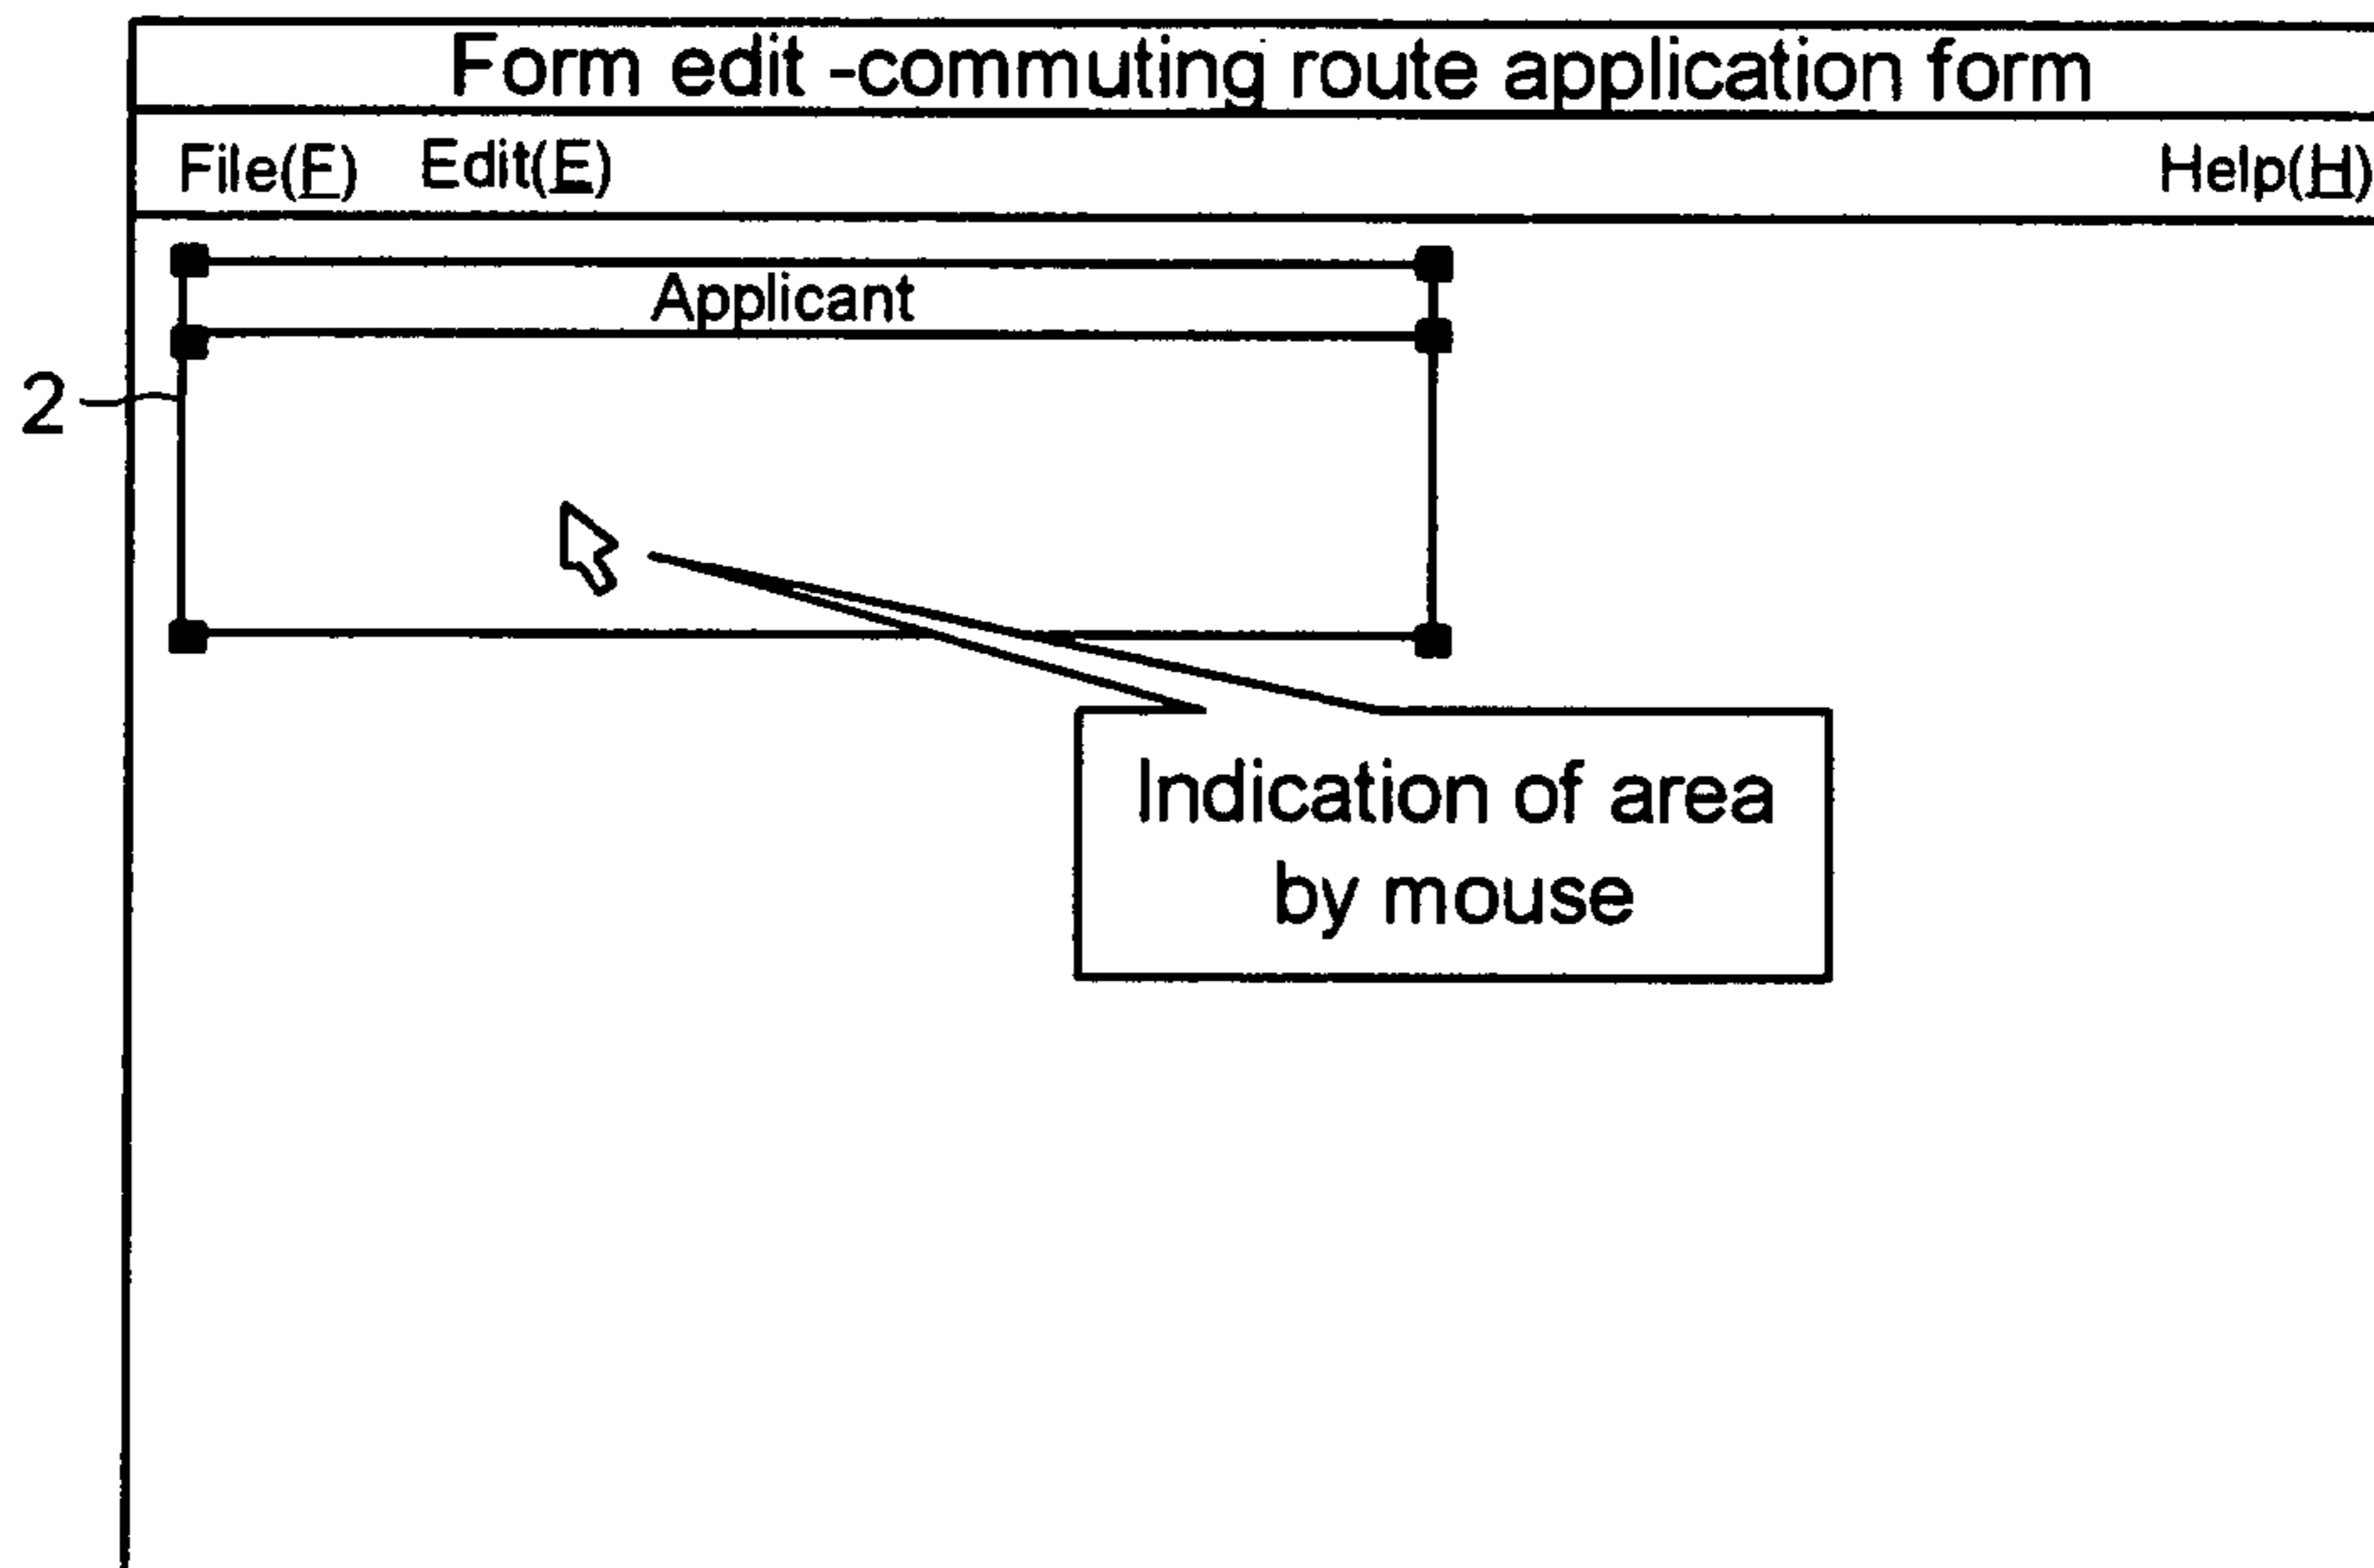 Form edit -commuting route application form
File(F) Edit(E) Help(H)
Applicant
2
Indication of area
by mouse